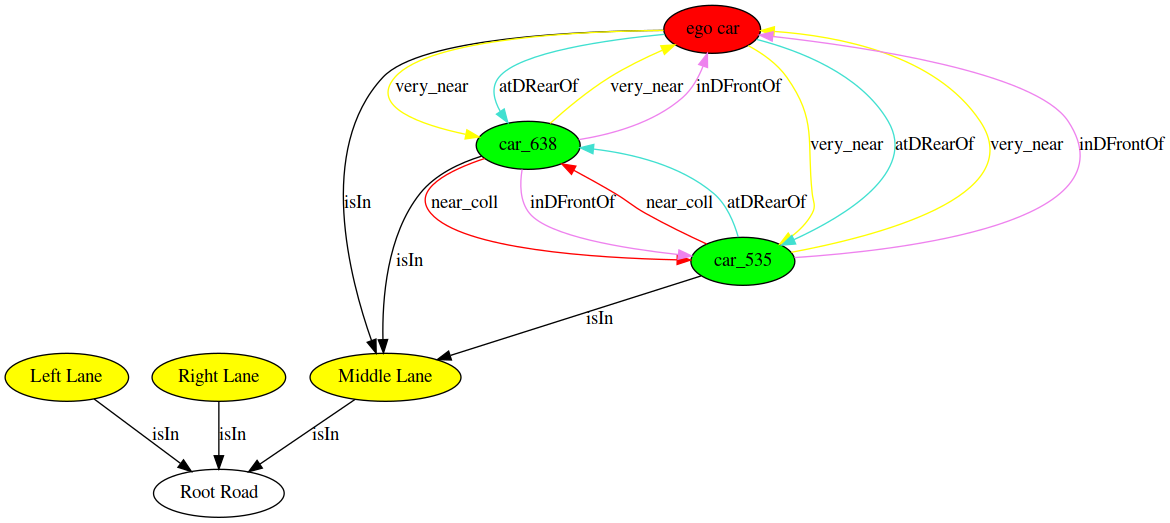 ego car
very_near
atDRearOf
very_near
inDFrontOf
car_638
very_near
atDRearOf
very_near
inDFrontOf
isIn
near_coll
inDFrontOf
near_coll
atDRearOf
isIn
car_535
isIn
Left Lane
Right Lane
Middle Lane
isIn
isIn
isIn
Root Road